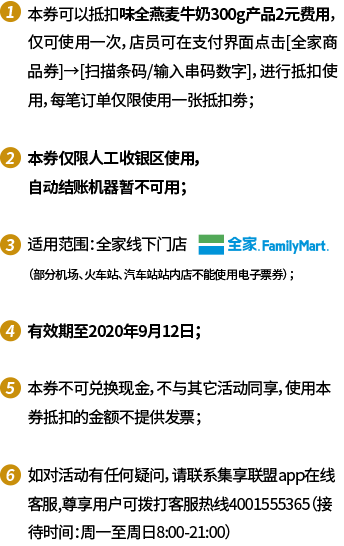 1 本券可以抵扣味全燕麦牛奶300g产品2元费用，
仅可使用一次，店员可在支付界面点击[全家商
品券]→[扫描条码/输入串码数字]，进行抵扣使
用，每笔订单仅限使用一张抵扣券；
2 本券仅限人工收银区使用，
自动结账机器暂不可用；
3 适用范围：全家线下门店 全家.FamilyMart.
（部分机场、火车站、汽车站站内店不能使用电子票券）；
4 有效期至2020年9月12日；
5 本券不可兑换现金，不与其它活动同享，使用本
券抵扣的金额不提供发票；
6 如对活动有任何疑问，请联系集享联盟app在线
客服,尊享用户可拨打客服热线4001555365（接
待时间：周一至周日8:00-21:00）